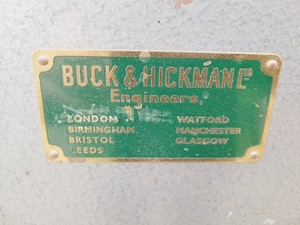 BUCK & HICKMAN LTD
Engineers
LONDON WATFORD
BIRMINGHAM MANCHESTER
BRISTOL GLASGOW
LEEDS